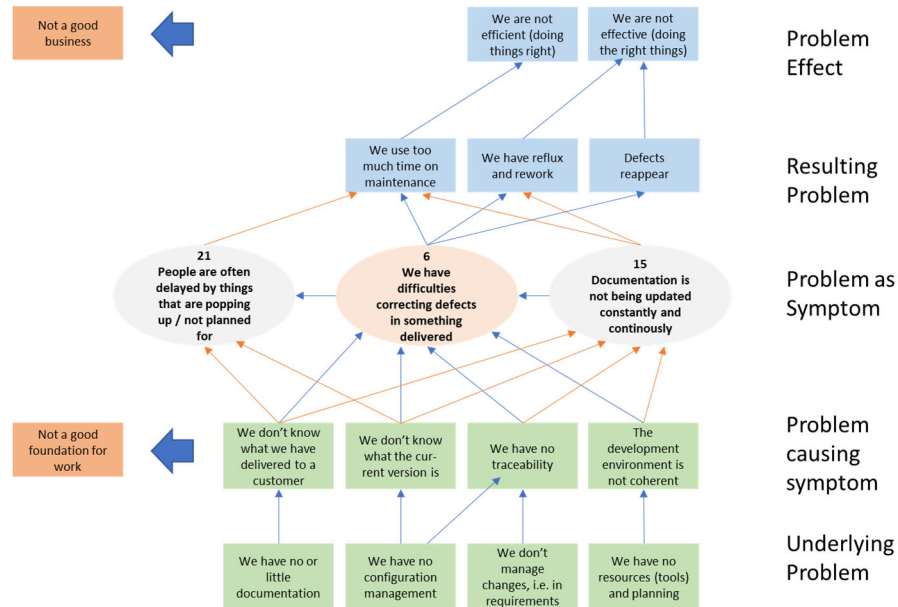 Not a good
business
We are not
efficient (doing
things right)
We are not
effective (doing
the right things)
Problem
Effect
We use too
much time on
maintenance
We have reflux
and rework
Defects
reappear
Resulting
Problem
21
People are often
delayed by things
that are popping
up / not planned
for
6
We have
difficulties
correcting defects
in something
delivered
15
Documentation is
not being updated
constantly and
continously
Problem as
Symptom
Not a good
foundation for
work
We don't know
what we have
delivered to a
customer
We don't know
what the cur-
rent version is
We have no
traceability
The
development
environment is
not coherent
Problem
causing
symptom
We have no or
little
documentation
We have no
configuration
management
We don't
manage
changes, i.e. in
requirements
We have no
resources (tools)
and planning
Underlying
Problem